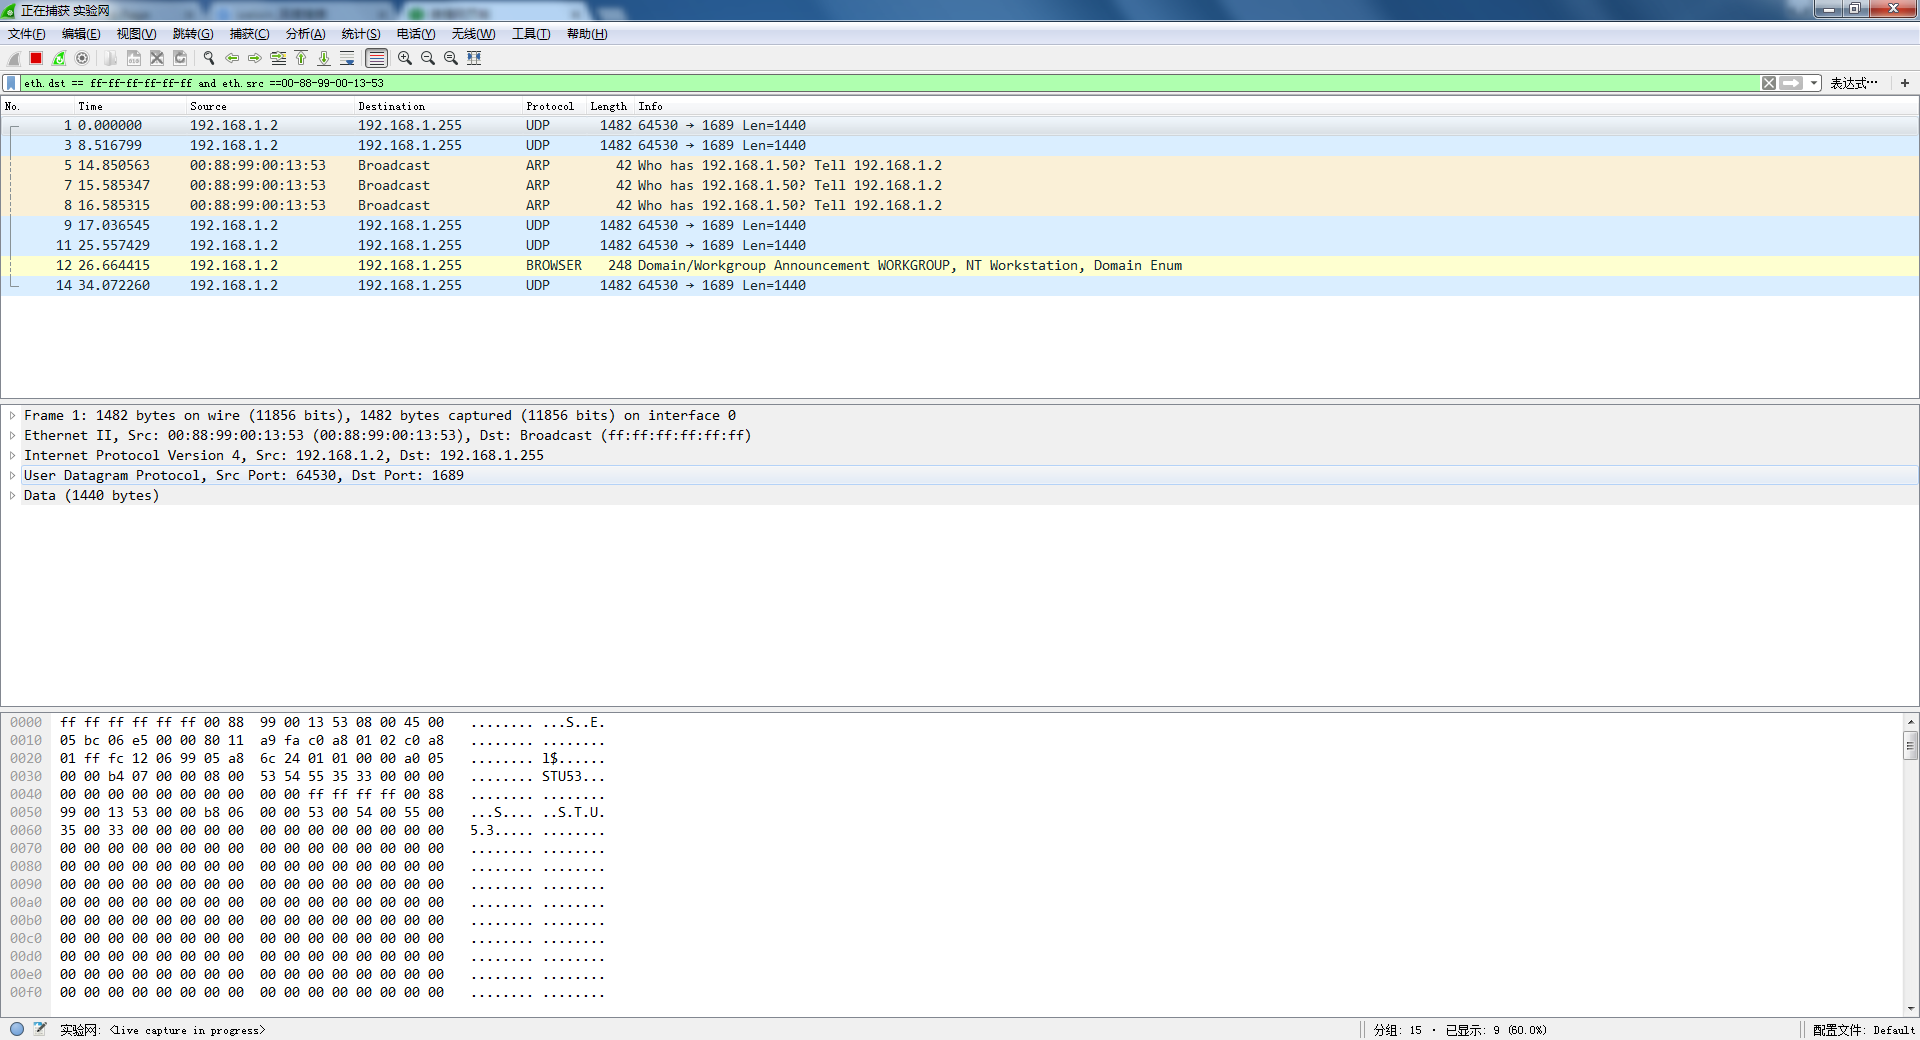 正在捕获 实验网
文件(F) 编辑(E) 视图(V) 跳转(G) 捕获(C) 分析(A) 统计(S) 电话(Y) 无线(W) 工具(T) 帮助(H)
eth.dst == ff-ff-ff-ff-ff-ff and eth.src ==00-88-99-00-13-53 表达式… +
No. Time Source Destination Protocol Length Info
1 0.000000 192.168.1.2 192.168.1.255 UDP 1482 64530 → 1689 Len=1440
3 8.516799 192.168.1.2 192.168.1.255 UDP 1482 64530 → 1689 Len=1440
5 14.850563 00:88:99:00:13:53 Broadcast ARP 42 Who has 192.168.1.50? Tell 192.168.1.2
7 15.585347 00:88:99:00:13:53 Broadcast ARP 42 Who has 192.168.1.50? Tell 192.168.1.2
8 16.585315 00:88:99:00:13:53 Broadcast ARP 42 Who has 192.168.1.50? Tell 192.168.1.2
9 17.036545 192.168.1.2 192.168.1.255 UDP 1482 64530 → 1689 Len=1440
11 25.557429 192.168.1.2 192.168.1.255 UDP 1482 64530 → 1689 Len=1440
12 26.664415 192.168.1.2 192.168.1.255 BROWSER 248 Domain/Workgroup Announcement WORKGROUP, NT Workstation, Domain Enum
14 34.072260 192.168.1.2 192.168.1.255 UDP 1482 64530 → 1689 Len=1440
Frame 1: 1482 bytes on wire (11856 bits), 1482 bytes captured (11856 bits) on interface 0
Ethernet II, Src: 00:88:99:00:13:53 (00:88:99:00:13:53), Dst: Broadcast (ff:ff:ff:ff:ff:ff)
Internet Protocol Version 4, Src: 192.168.1.2, Dst: 192.168.1.255
User Datagram Protocol, Src Port: 64530, Dst Port: 1689
Data (1440 bytes)
0000 ff ff ff ff ff ff 00 88 99 00 13 53 08 00 45 00 ........ ...S..E.
0010 05 bc 06 e5 00 00 80 11 a9 fa c0 a8 01 02 c0 a8 ........ ........
0020 01 ff fc 12 06 99 05 a8 6c 24 01 01 00 00 a0 05 ........ l$......
0030 00 00 b4 07 00 00 08 00 53 54 55 35 33 00 00 00 ........ STU53...
0040 00 00 00 00 00 00 00 00 00 00 ff ff ff ff 00 88 ........ ........
0050 99 00 13 53 00 00 b8 06 00 00 53 00 54 00 55 00 ...S.... ..S.T.U.
0060 35 00 33 00 00 00 00 00 00 00 00 00 00 00 00 00 5.3..... ........
0070 00 00 00 00 00 00 00 00 00 00 00 00 00 00 00 00 ........ ........
0080 00 00 00 00 00 00 00 00 00 00 00 00 00 00 00 00 ........ ........
0090 00 00 00 00 00 00 00 00 00 00 00 00 00 00 00 00 ........ ........
00a0 00 00 00 00 00 00 00 00 00 00 00 00 00 00 00 00 ........ ........
00b0 00 00 00 00 00 00 00 00 00 00 00 00 00 00 00 00 ........ ........
00c0 00 00 00 00 00 00 00 00 00 00 00 00 00 00 00 00 ........ ........
00d0 00 00 00 00 00 00 00 00 00 00 00 00 00 00 00 00 ........ ........
00e0 00 00 00 00 00 00 00 00 00 00 00 00 00 00 00 00 ........ ........
00f0 00 00 00 00 00 00 00 00 00 00 00 00 00 00 00 00 ........ ........
实验网: <live capture in progress> 分组: 15 · 已显示: 9 (60.0%) 配置文件: Default